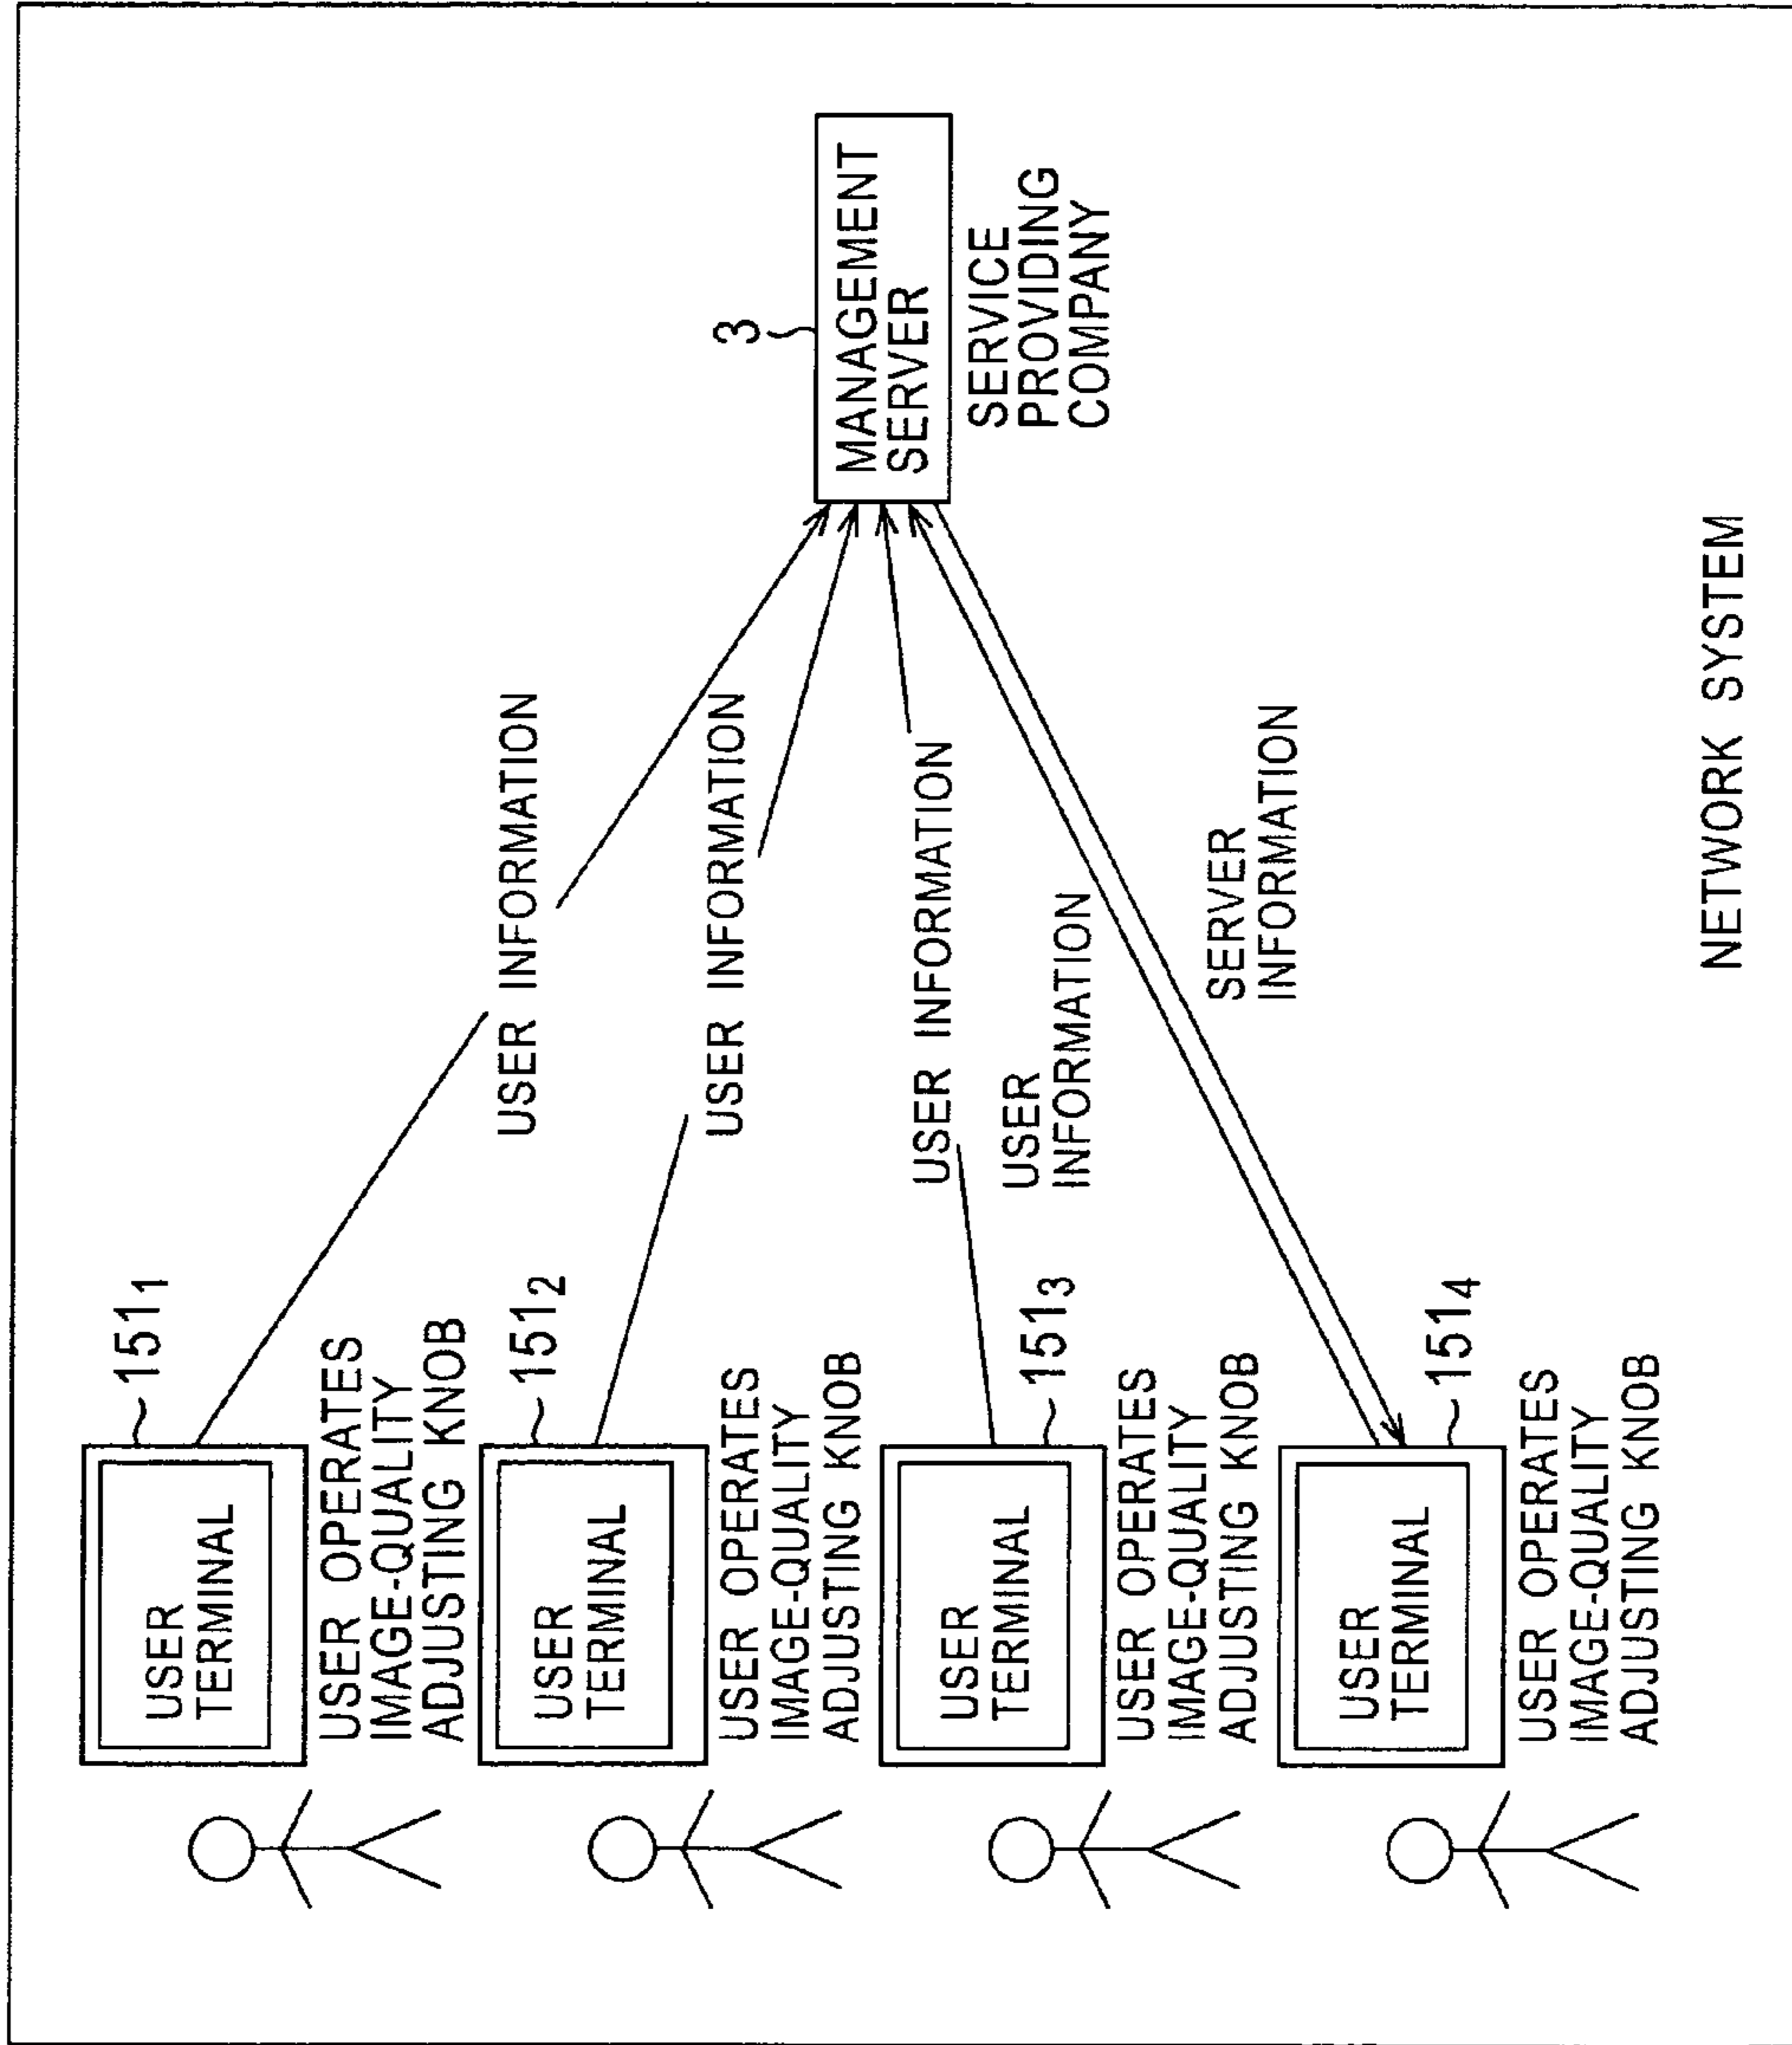 151₁
USER
TERMINAL
USER OPERATES
IMAGE-QUALITY
ADJUSTING KNOB
151₂
USER
TERMINAL
USER OPERATES
IMAGE-QUALITY
ADJUSTING KNOB
USER
TERMINAL
151₃
USER OPERATES
IMAGE-QUALITY
ADJUSTING KNOB
USER
TERMINAL
151₄
USER OPERATES
IMAGE-QUALITY
ADJUSTING KNOB
USER INFORMATION
USER INFORMATION
USER INFORMATION
USER
INFORMATION
SERVER
INFORMATION
3
MANAGEMENT
SERVER
SERVICE
PROVIDING
COMPANY
NETWORK SYSTEM